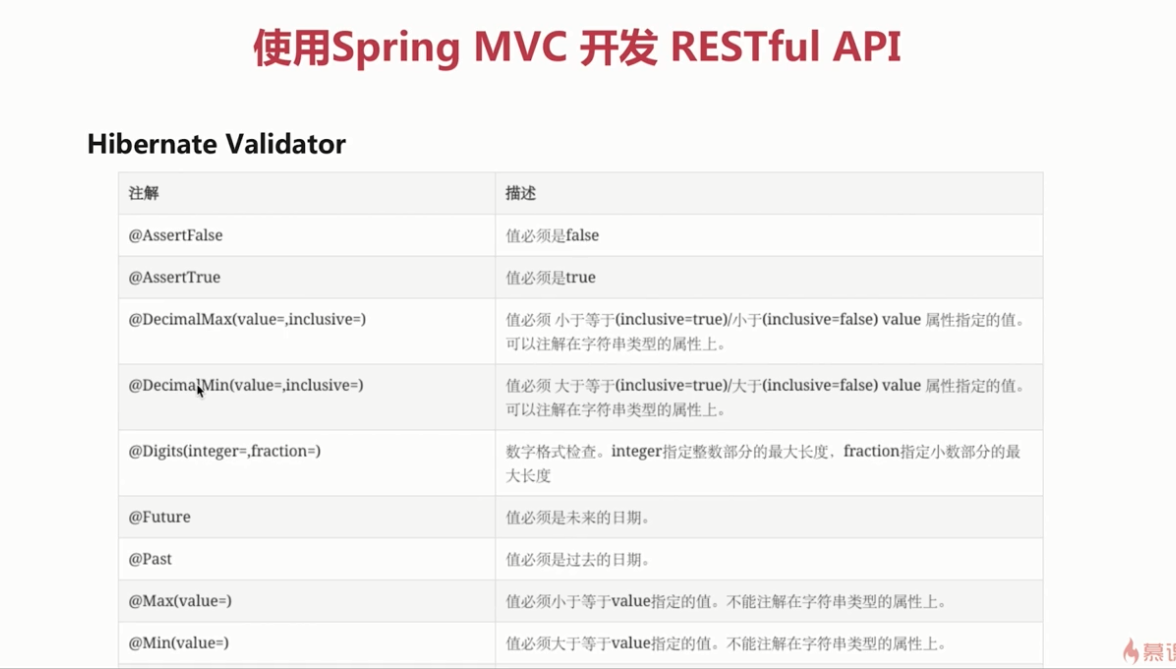 使用Spring MVC 开发 RESTful API
Hibernate Validator
注解 描述
@AssertFalse 值必须是false
@AssertTrue 值必须是true
@DecimalMax(value=,inclusive=) 值必须 小于等于(inclusive=true)/小于(inclusive=false) value 属性指定的值。
可以注解在字符串类型的属性上。
@DecimalMin(value=,inclusive=) 值必须 大于等于(inclusive=true)/大于(inclusive=false) value 属性指定的值。
可以注解在字符串类型的属性上。
@Digits(integer=,fraction=) 数字格式检查。integer指定整数部分的最大长度，fraction指定小数部分的最
大长度
@Future 值必须是未来的日期。
@Past 值必须是过去的日期。
@Max(value=) 值必须小于等于value指定的值。不能注解在字符串类型的属性上。
@Min(value=) 值必须大于等于value指定的值。不能注解在字符串类型的属性上。